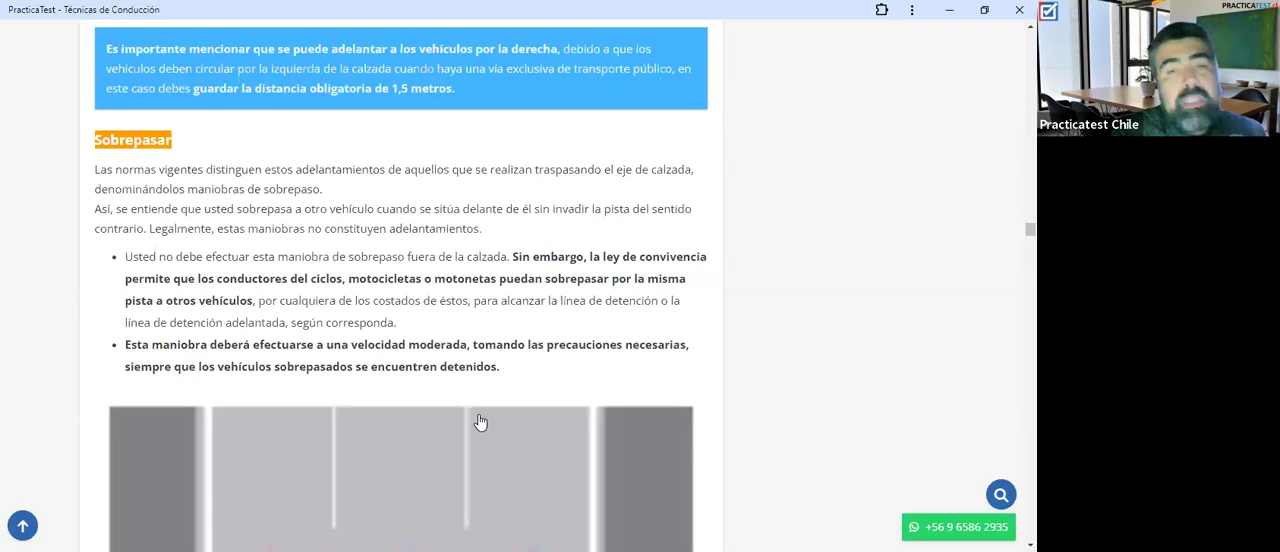 PracticaTest - Técnicas de Conducción
PRACTICATEST.cl
Es importante mencionar que se puede adelantar a los vehículos por la derecha, debido a que los
vehículos deben circular por la izquierda de la calzada cuando haya una vía exclusiva de transporte público, en
este caso debes guardar la distancia obligatoria de 1,5 metros.
Practicatest Chile
Sobrepasar
Las normas vigentes distinguen estos adelantamientos de aquellos que se realizan traspasando el eje de calzada,
denominándolos maniobras de sobrepaso.
Así, se entiende que usted sobrepasa a otro vehículo cuando se sitúa delante de él sin invadir la pista del sentido
contrario. Legalmente, estas maniobras no constituyen adelantamientos.
• Usted no debe efectuar esta maniobra de sobrepaso fuera de la calzada. Sin embargo, la ley de convivencia
permite que los conductores del ciclos, motocicletas o motonetas puedan sobrepasar por la misma
pista a otros vehículos, por cualquiera de los costados de éstos, para alcanzar la línea de detención o la
línea de detención adelantada, según corresponda.
• Esta maniobra deberá efectuarse a una velocidad moderada, tomando las precauciones necesarias,
siempre que los vehículos sobrepasados se encuentren detenidos.
+56 9 6586 2935